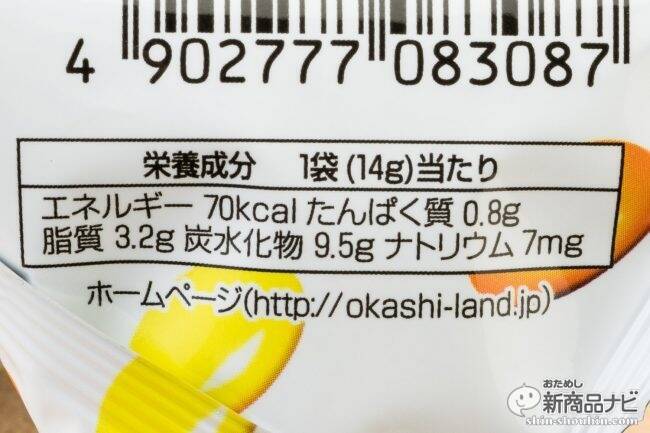 4 902777 083087
栄養成分 1袋(14g)当たり
エネルギー 70kcal たんぱく質 0.8g
脂質 3.2g 炭水化物 9.5g ナトリウム 7mg
ホームページ(http://okashi-land.jp)
おためし
新商品ナビ
shin-shouhin.com